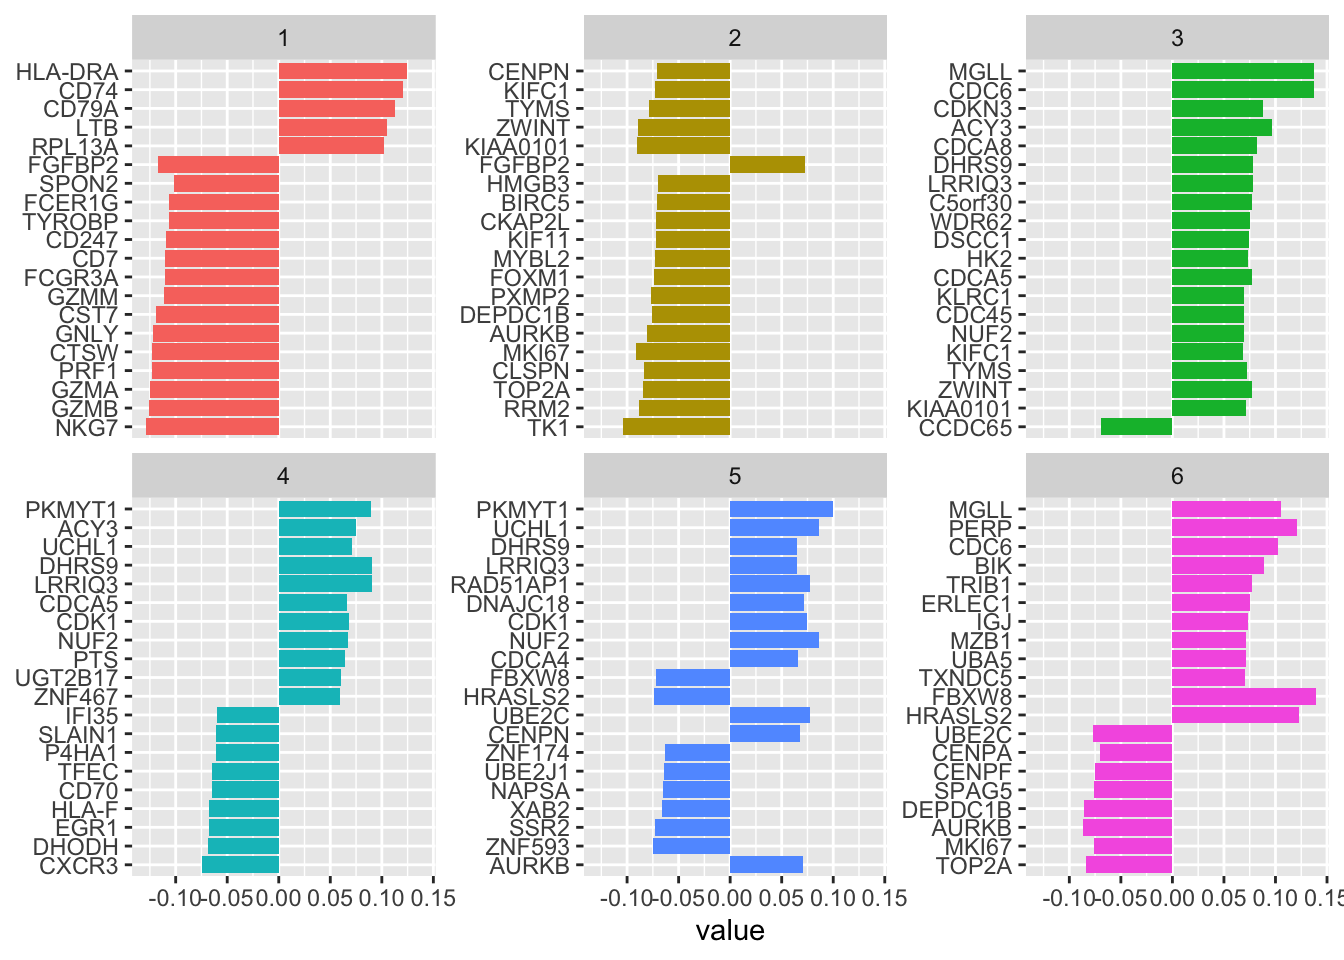 1
HLA-DRA
CD74
CD79A
LTB
RPL13A
FGFBP2
SPON2
FCER1G
TYROBP
CD247
CD7
FCGR3A
GZMM
CST7
GNLY
CTSW
PRF1
GZMA
GZMB
NKG7
2
CENPN
KIFC1
TYMS
ZWINT
KIAA0101
FGFBP2
HMGB3
BIRC5
CKAP2L
KIF11
MYBL2
FOXM1
PXMP2
DEPDC1B
AURKB
MKI67
CLSPN
TOP2A
RRM2
TK1
3
MGLL
CDC6
CDKN3
ACY3
CDCA8
DHRS9
LRRIQ3
C5orf30
WDR62
DSCC1
HK2
CDCA5
KLRC1
CDC45
NUF2
KIFC1
TYMS
ZWINT
KIAA0101
CCDC65
4
PKMYT1
ACY3
UCHL1
DHRS9
LRRIQ3
CDCA5
CDK1
NUF2
PTS
UGT2B17
ZNF467
IFI35
SLAIN1
P4HA1
TFEC
CD70
HLA-F
EGR1
DHODH
CXCR3
-0.10 -0.05 0.00 0.05 0.10 0.15
5
PKMYT1
UCHL1
DHRS9
LRRIQ3
RAD51AP1
DNAJC18
CDK1
NUF2
CDCA4
FBXW8
HRASLS2
UBE2C
CENPN
ZNF174
UBE2J1
NAPSA
XAB2
SSR2
ZNF593
AURKB
-0.10 -0.05 0.00 0.05 0.10 0.15
6
MGLL
PERP
CDC6
BIK
TRIB1
ERLEC1
IGJ
MZB1
UBA5
TXNDC5
FBXW8
HRASLS2
UBE2C
CENPA
CENPF
SPAG5
DEPDC1B
AURKB
MKI67
TOP2A
-0.10 -0.05 0.00 0.05 0.10 0.15
value